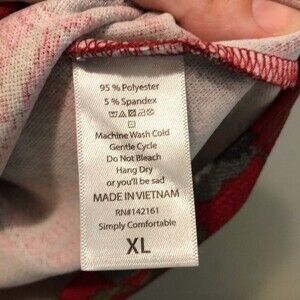 95 % Polyester
5 % Spandex
Machine Wash Cold
Gentle Cycle
Do Not Bleach
Hang Dry
or you'll be sad
MADE IN VIETNAM
RN#142161
Simply Comfortable
XL